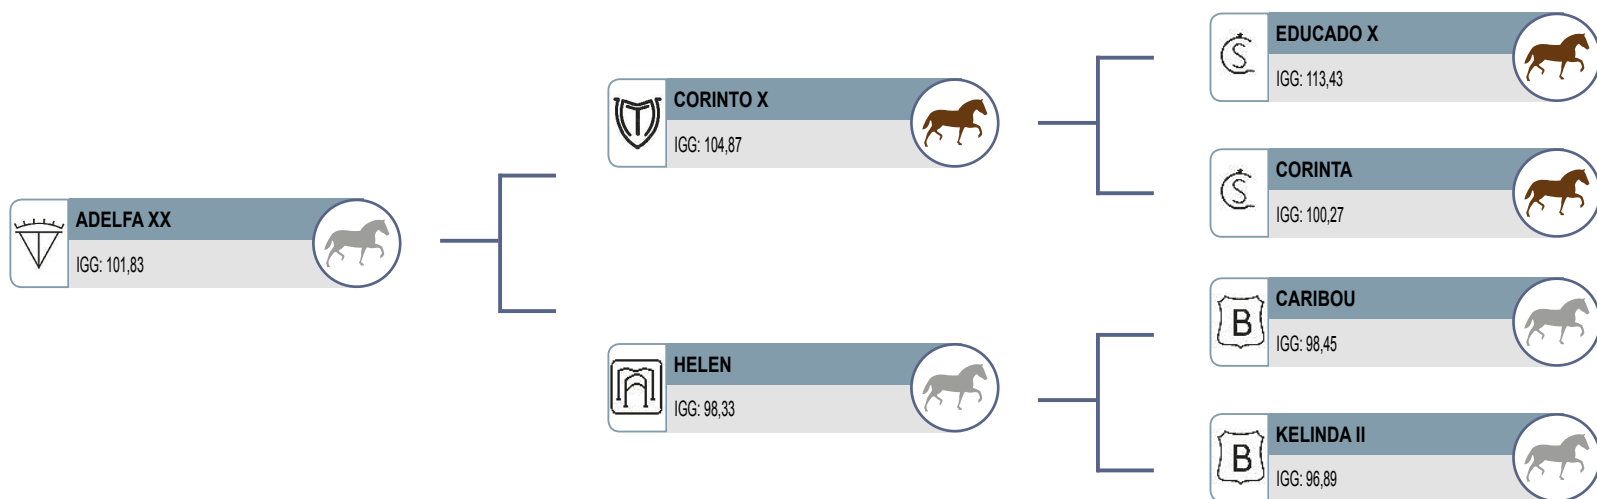 EDUCADO X
IGG: 113,43
CORINTO X
IGG: 104,87
CORINTA
IGG: 100,27
ADELFA XX
IGG: 101,83
CARIBOU
IGG: 98,45
HELEN
IGG: 98,33
KELINDA II
IGG: 96,89
S
S
T
B
B